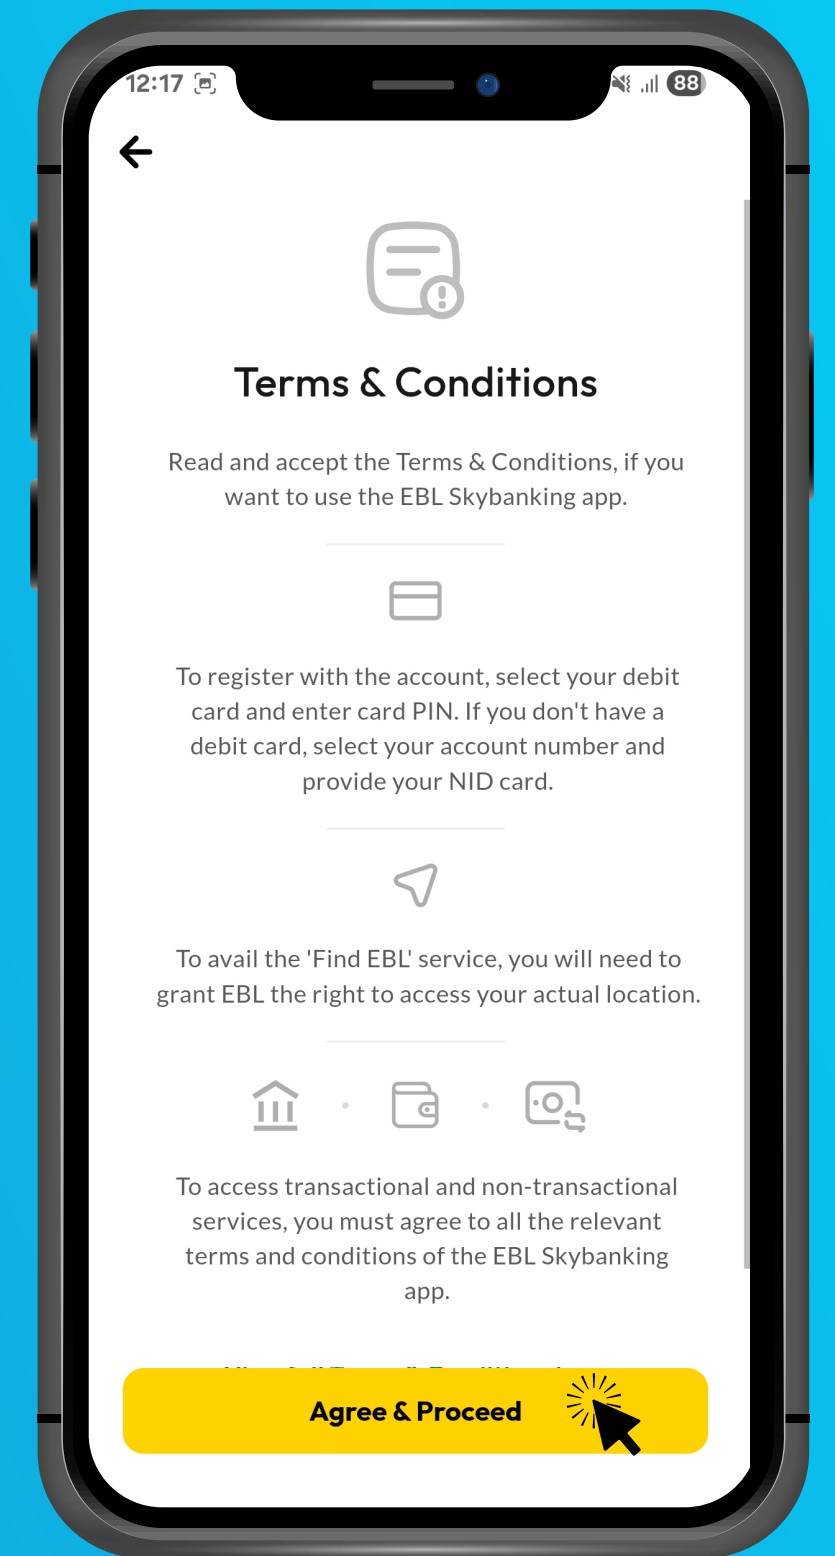 12:17
88
Terms & Conditions
Read and accept the Terms & Conditions, if you
want to use the EBL Skybanking app.
To register with the account, select your debit
card and enter card PIN. If you don't have a
debit card, select your account number and
provide your NID card.
To avail the 'Find EBL' service, you will need to
grant EBL the right to access your actual location.
To access transactional and non-transactional
services, you must agree to all the relevant
terms and conditions of the EBL Skybanking
app.
Agree & Proceed